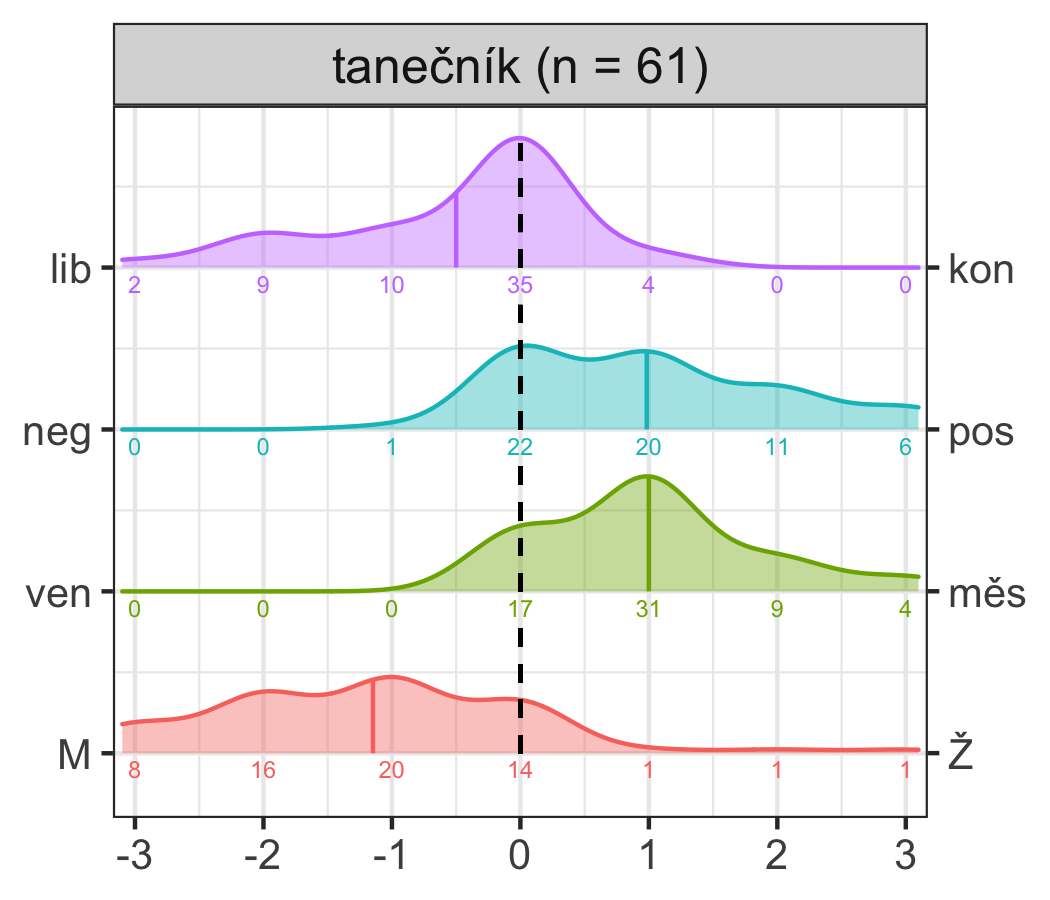 tanečník (n = 61)
lib kon
2 9 10 35 4 0 0
neg pos
0 0 1 22 20 11 6
ven měs
0 0 0 17 31 9 4
M Ž
8 16 20 14 1 1 1
-3 -2 -1 0 1 2 3